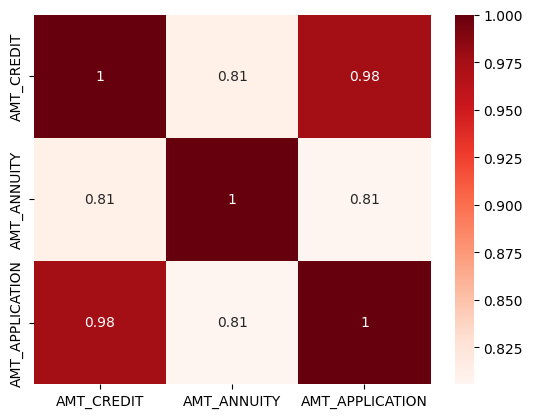 AMT_CREDIT
1 0.81 0.98
AMT_ANNUITY
0.81 1 0.81
AMT_APPLICATION
0.98 0.81 1
AMT_CREDIT AMT_ANNUITY AMT_APPLICATION
1.000
0.975
0.950
0.925
0.900
0.875
0.850
0.825